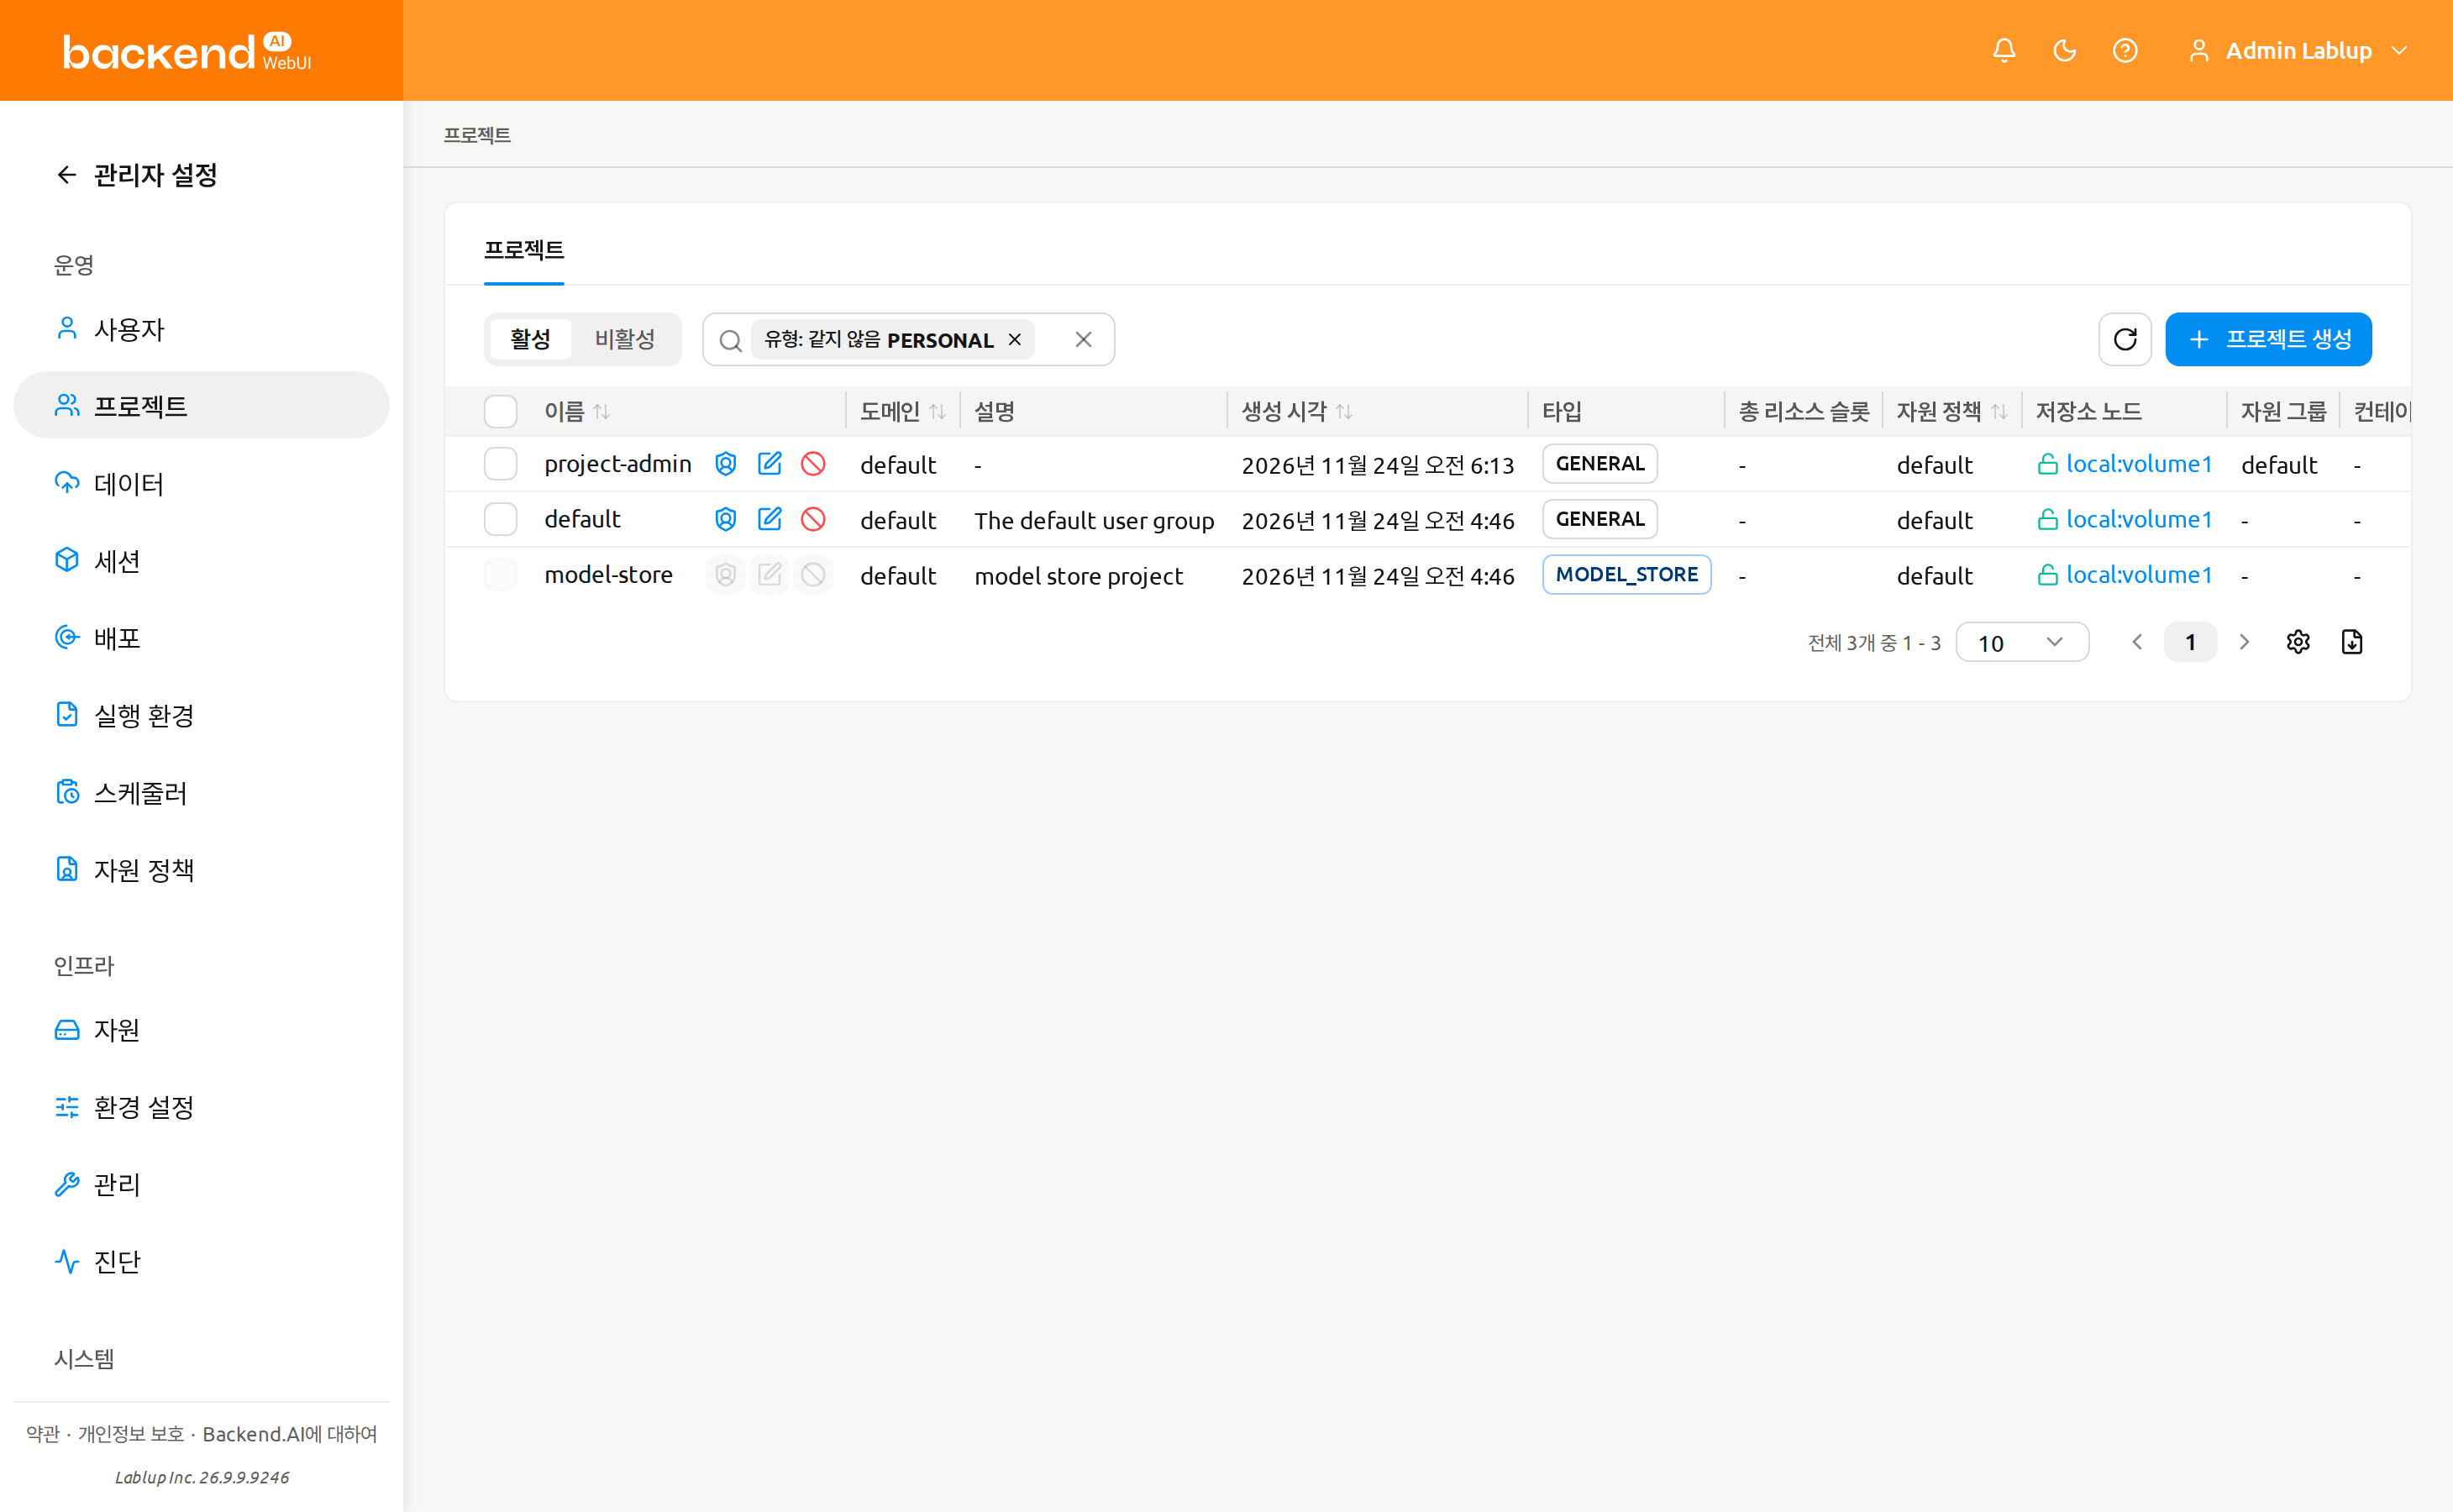 backend AI WebUI
Admin Lablup
프로젝트
관리자 설정
운영
사용자
프로젝트
데이터
세션
배포
실행 환경
스케줄러
자원 정책
인프라
자원
환경 설정
관리
진단
시스템
약관 · 개인정보 보호 · Backend.AI에 대하여
Lablup Inc. 26.9.9.9246
프로젝트
활성 비활성 유형: 같지 않음 PERSONAL 프로젝트 생성
이름 도메인 설명 생성 시각 타입 총 리소스 슬롯 자원 정책 저장소 노드 자원 그룹 컨테이
project-admin default - 2026년 11월 24일 오전 6:13 GENERAL - default local:volume1 default -
default default The default user group 2026년 11월 24일 오전 4:46 GENERAL - default local:volume1 - -
model-store default model store project 2026년 11월 24일 오전 4:46 MODEL_STORE - default local:volume1 - -
전체 3개 중 1 - 3 10 1